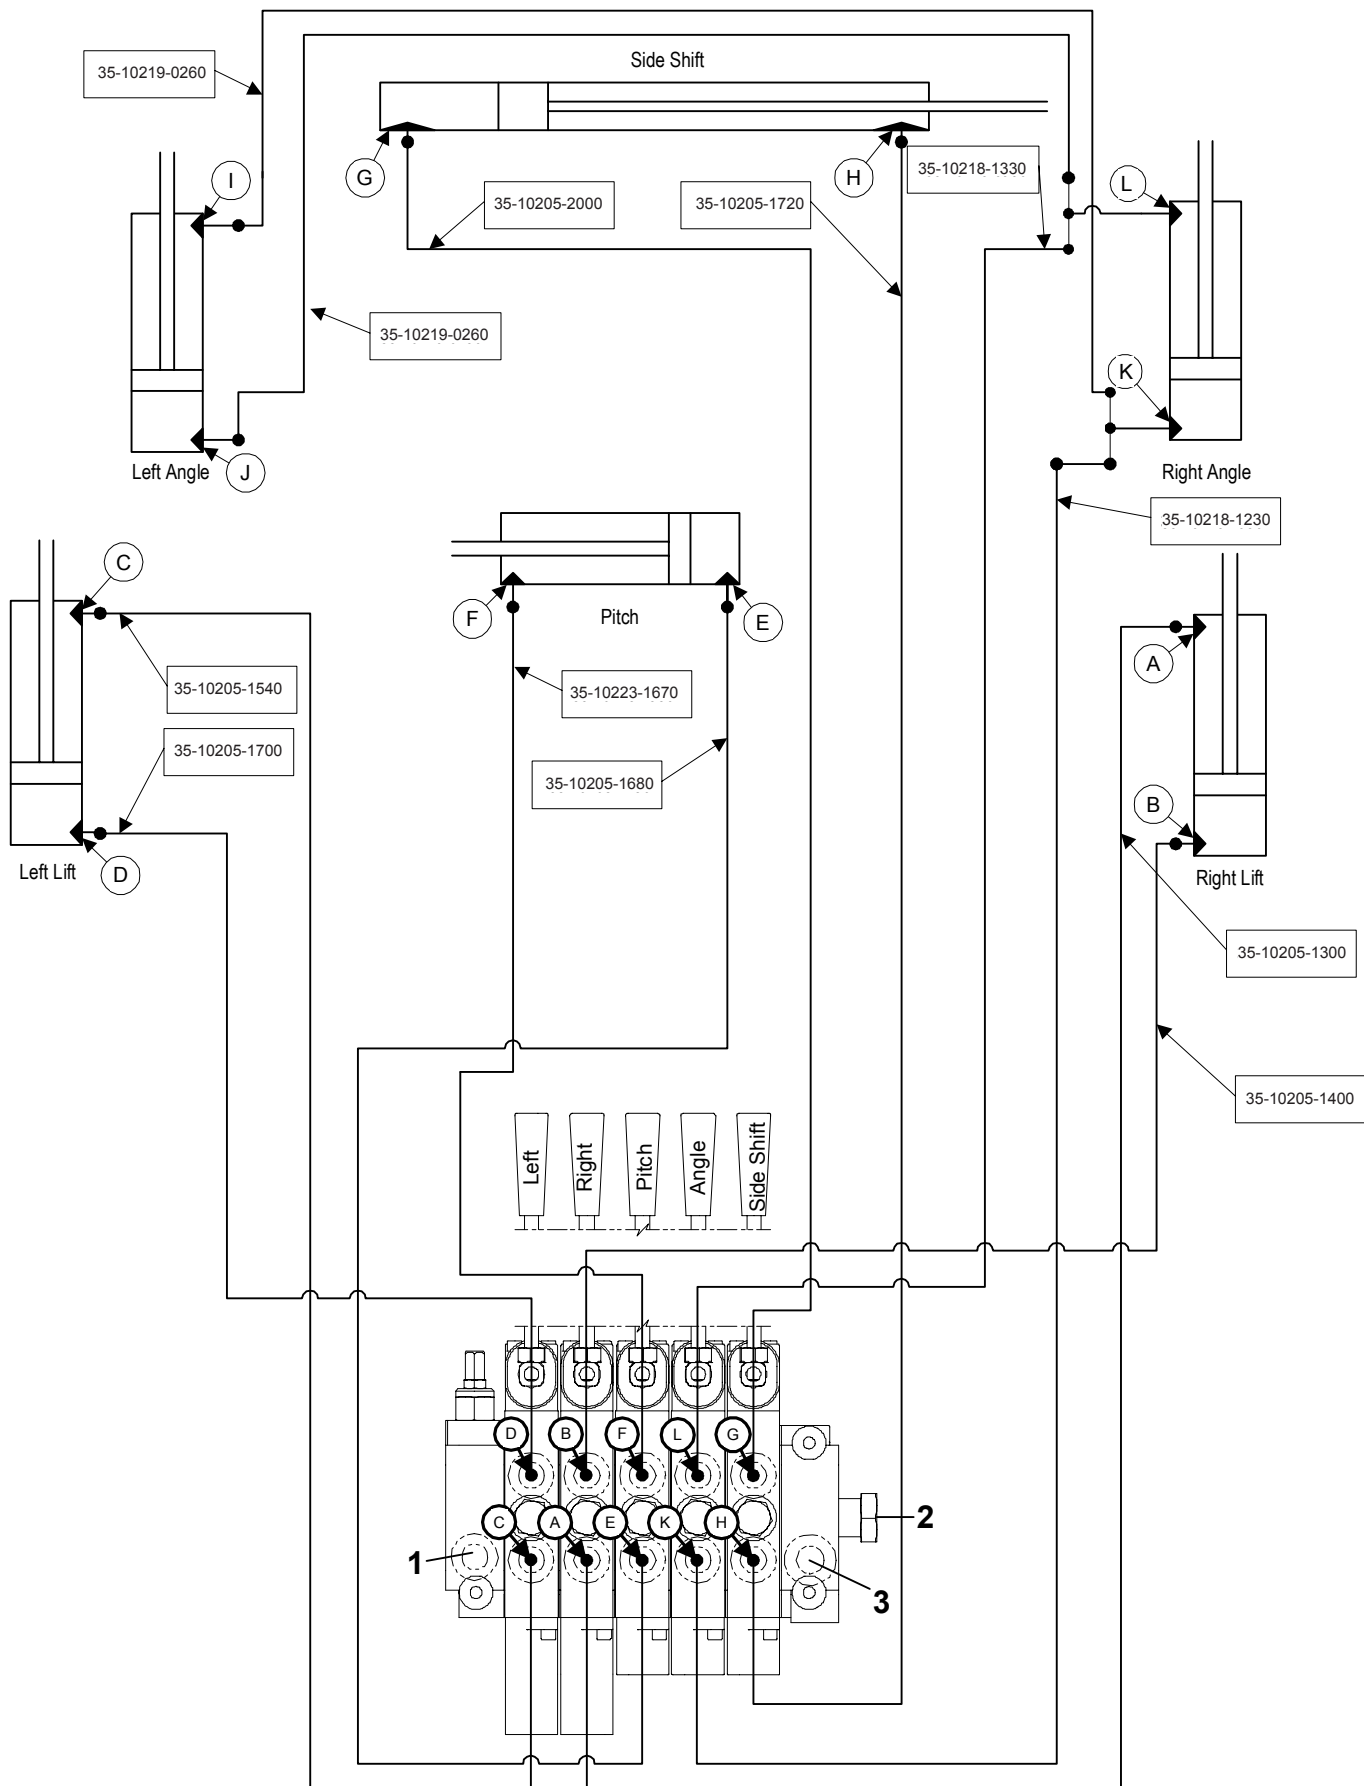 Side Shift
35-10219-0260
G
H
35-10218-1330
I
L
35-10205-2000
35-10205-1720
35-10219-0260
K
Left Angle
J
Right Angle
35-10218-1230
C
F
Pitch
E
A
35-10205-1540
35-10223-1670
35-10205-1700
35-10205-1680
B
Left Lift
D
Right Lift
35-10205-1300
35-10205-1400
Left
Right
Pitch
Angle
Side Shift
D
B
F
L
G
C
A
E
K
H
2
1
3